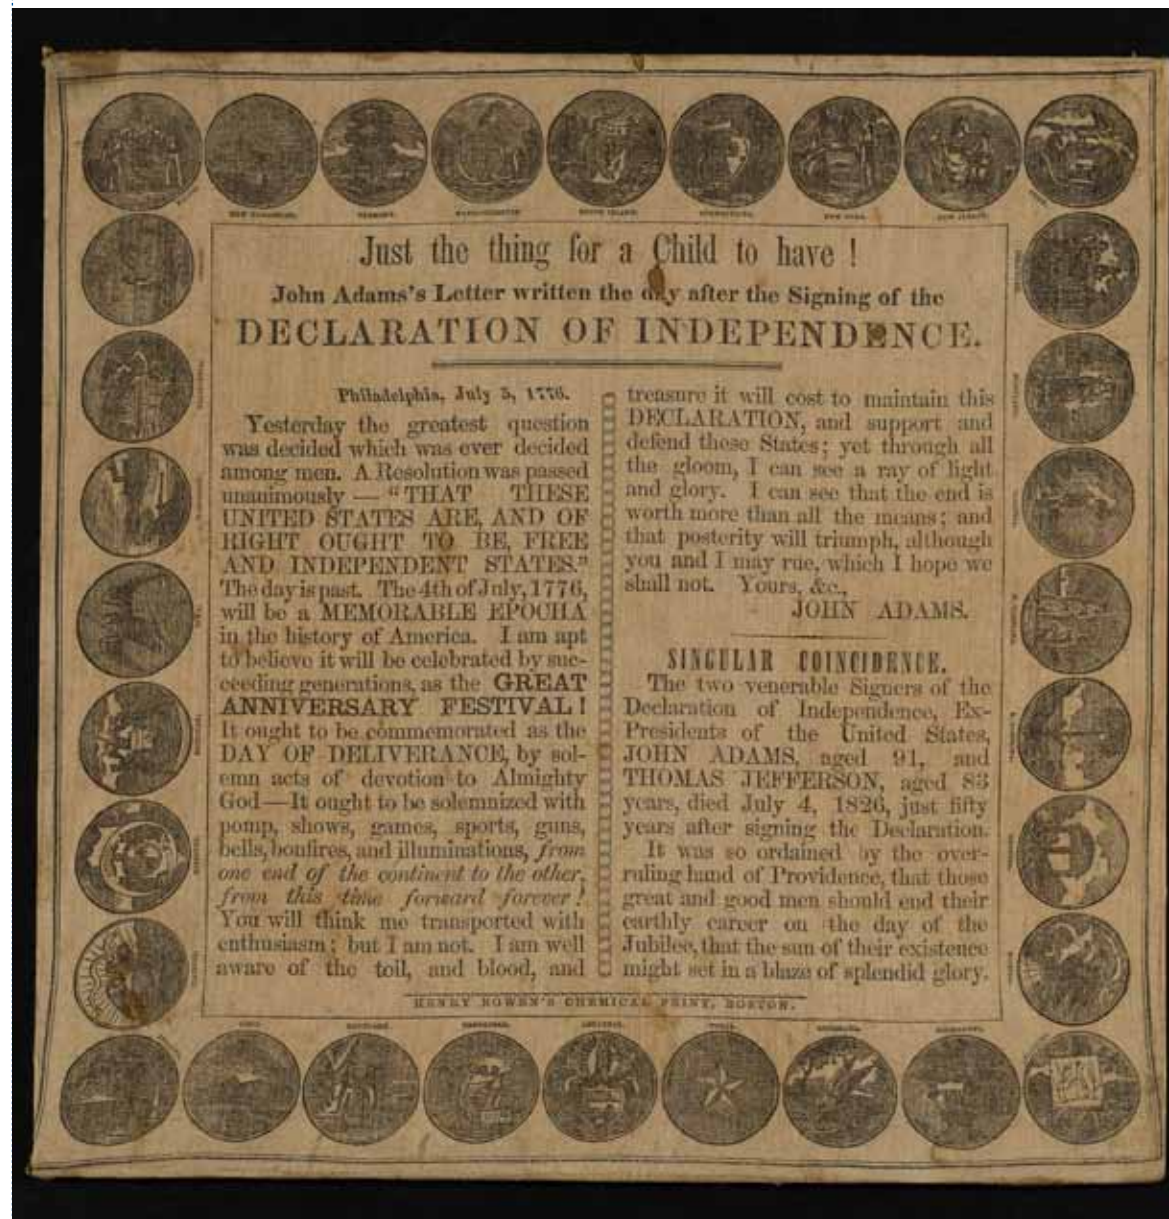 NEW HAMPSHIRE.
VERMONT.
MASSACHUSETTS
RHODE ISLAND.
CONNECTICUT.
NEW YORK.
NEW JERSEY.
Just the thing for a Child to have !
John Adams's Letter written the day after the Signing of the
DECLARATION OF INDEPENDENCE.
Philadelphia, July 5, 1776.
Yesterday the greatest question
was decided which was ever decided
among men. A Resolution was passed
unanimously — "THAT THESE
UNITED STATES ARE, AND OF
RIGHT OUGHT TO BE, FREE
AND INDEPENDENT STATES."
The day is past. The 4th of July, 1776,
will be a MEMORABLE EPOCHA
in the history of America. I am apt
to believe it will be celebrated by suc-
ceeding generations, as the GREAT
ANNIVERSARY FESTIVAL!
It ought to be commemorated as the
DAY OF DELIVERANCE, by sol-
emn acts of devotion to Almighty
God—It ought to be solemnized with
pomp, shows, games, sports, guns,
bells, bonfires, and illuminations, from
one end of the continent to the other,
from this time forward forever!
You will think me transported with
enthusiasm; but I am not. I am well
aware of the toil, and blood, and
treasure it will cost to maintain this
DECLARATION, and support and
defend these States; yet through all
the gloom, I can see a ray of light
and glory. I can see that the end is
worth more than all the means; and
that posterity will triumph, although
you and I may rue, which I hope we
shall not. Yours, &c.,
JOHN ADAMS.
SINGULAR COINCIDENCE.
The two venerable Signers of the
Declaration of Independence, Ex-
Presidents of the United States,
JOHN ADAMS, aged 91, and
THOMAS JEFFERSON, aged 83
years, died July 4, 1826, just fifty
years after signing the Declaration.
It was so ordained by the over-
ruling hand of Providence, that those
great and good men should end their
earthly career on the day of the
Jubilee, that the sun of their existence
might set in a blaze of splendid glory.
HENRY BOWEN'S CHEMICAL PRINT, BOSTON.